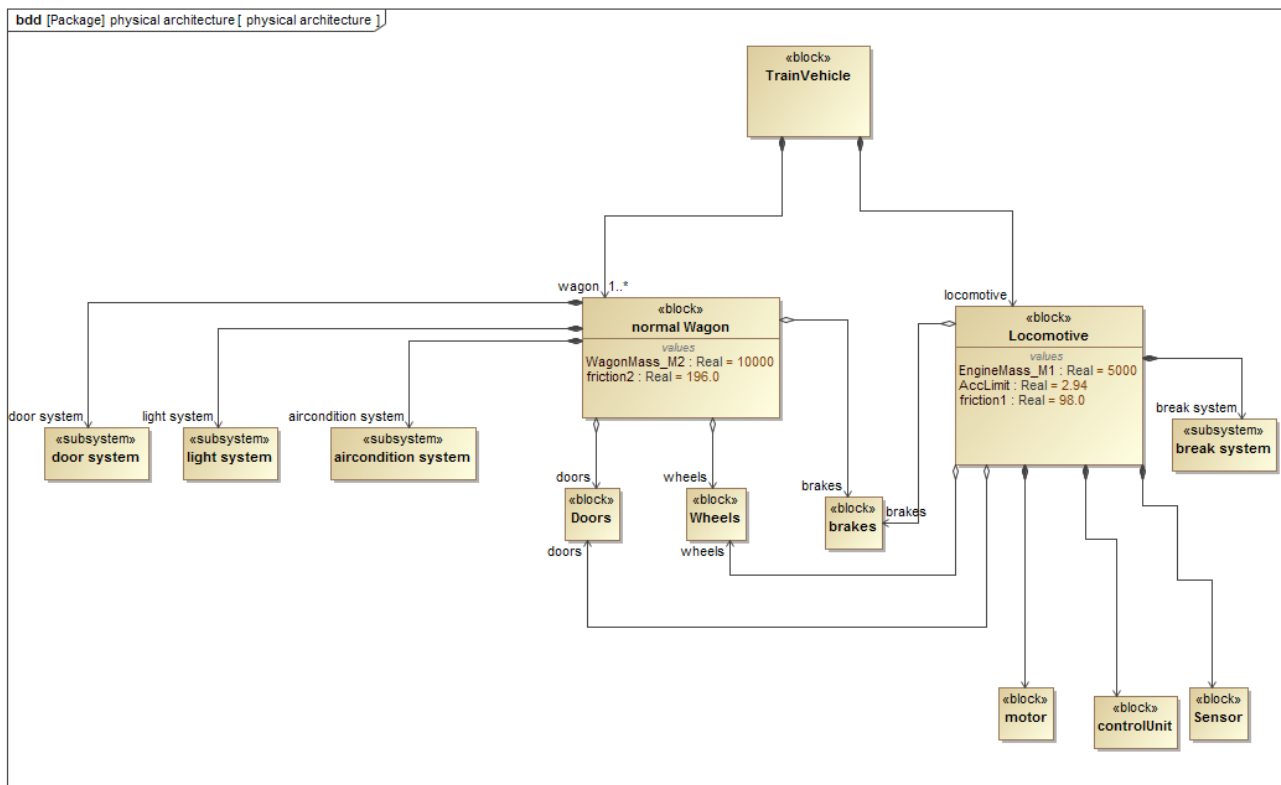 bdd [Package] physical architecture [ physical architecture ]
«block»
TrainVehicle
wagon 1..*
locomotive
«block»
normal Wagon
values
WagonMass_M2 : Real = 10000
friction2 : Real = 196.0
«block»
Locomotive
values
EngineMass_M1 : Real = 5000
AccLimit : Real = 2.94
friction1 : Real = 98.0
door system
light system
aircondition system
break system
«subsystem»
door system
«subsystem»
light system
«subsystem»
aircondition system
«subsystem»
break system
doors
wheels
brakes
brakes
«block»
Doors
«block»
Wheels
«block»
brakes
doors
wheels
«block»
motor
«block»
controlUnit
«block»
Sensor